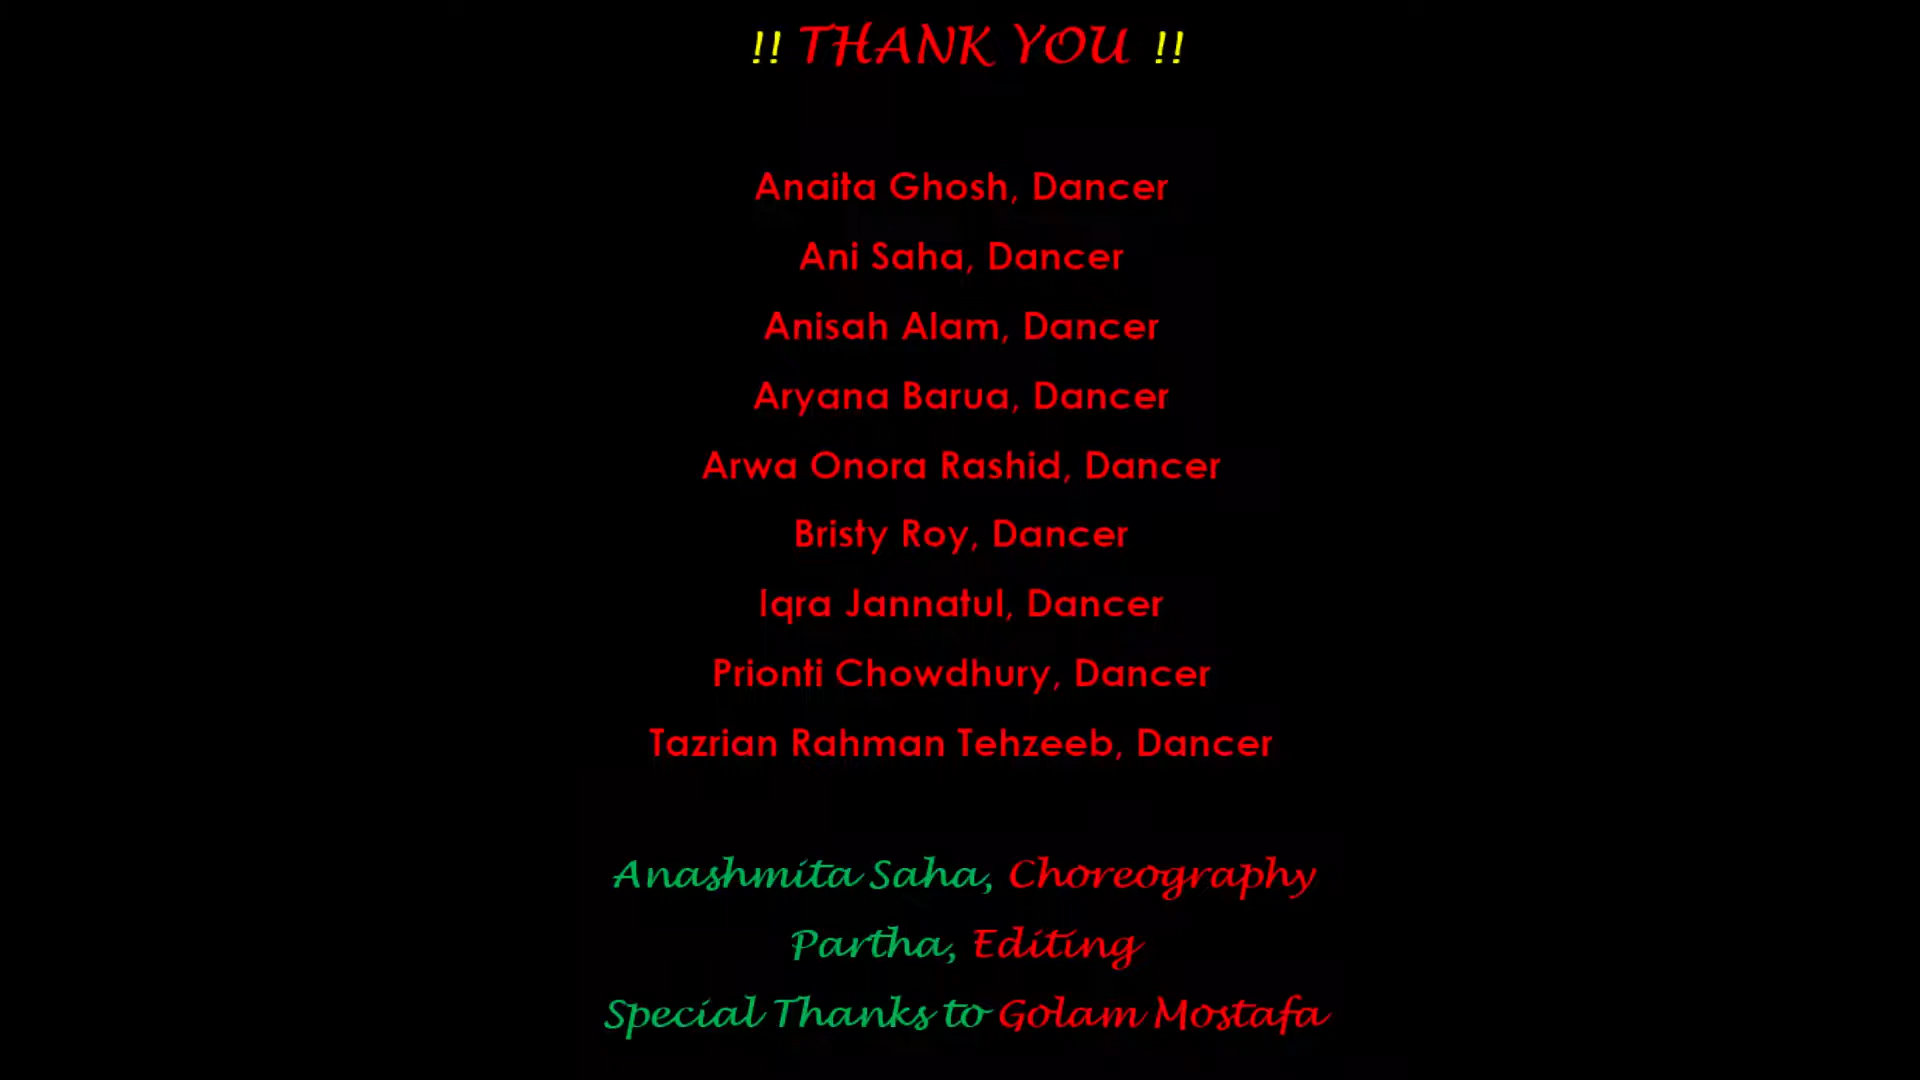 !! THANK YOU !!
Anaita Ghosh, Dancer
Ani Saha, Dancer
Anisah Alam, Dancer
Aryana Barua, Dancer
Arwa Onora Rashid, Dancer
Bristy Roy, Dancer
Iqra Jannatul, Dancer
Prionti Chowdhury, Dancer
Tazrian Rahman Tehzeeb, Dancer
Anashmita Saha, Choreography
Partha, Editing
Special Thanks to Golam Mostafa